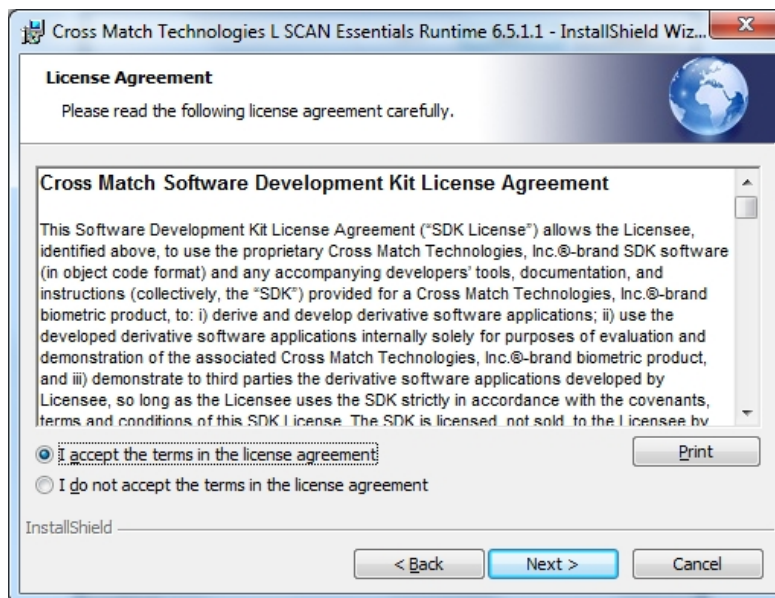 Cross Match Technologies L SCAN Essentials Runtime 6.5.1.1 - InstallShield Wiz...
License Agreement
Please read the following license agreement carefully.
Cross Match Software Development Kit License Agreement
This Software Development Kit License Agreement (“SDK License”) allows the Licensee,
identified above, to use the proprietary Cross Match Technologies, Inc.®-brand SDK software
(in object code format) and any accompanying developers’ tools, documentation, and
instructions (collectively, the “SDK”) provided for a Cross Match Technologies, Inc.®-brand
biometric product, to: i) derive and develop derivative software applications; ii) use the
developed derivative software applications internally solely for purposes of evaluation and
demonstration of the associated Cross Match Technologies, Inc.®-brand biometric product,
and iii) demonstrate to third parties the derivative software applications developed by
Licensee, so long as the Licensee uses the SDK strictly in accordance with the covenants,
terms and conditions of this SDK License. The SDK is licensed, not sold, to the Licensee by
I accept the terms in the license agreement
Print
I do not accept the terms in the license agreement
InstallShield
< Back
Next >
Cancel